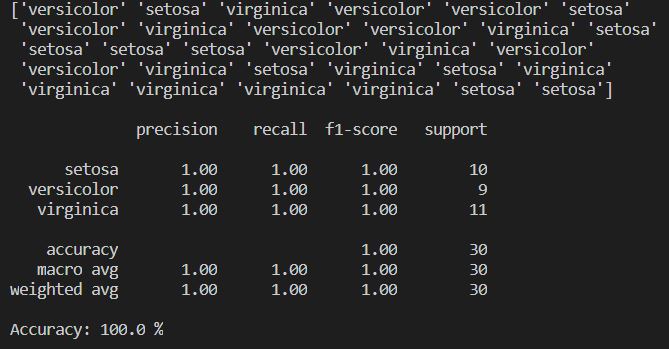 ['versicolor' 'setosa' 'virginica' 'versicolor' 'versicolor' 'setosa'
'versicolor' 'virginica' 'versicolor' 'versicolor' 'virginica' 'setosa'
'setosa' 'setosa' 'setosa' 'versicolor' 'virginica' 'versicolor'
'versicolor' 'virginica' 'setosa' 'virginica' 'setosa' 'virginica'
'virginica' 'virginica' 'virginica' 'virginica' 'setosa' 'setosa']
precision recall f1-score support
setosa 1.00 1.00 1.00 10
versicolor 1.00 1.00 1.00 9
virginica 1.00 1.00 1.00 11
accuracy 1.00 30
macro avg 1.00 1.00 1.00 30
weighted avg 1.00 1.00 1.00 30
Accuracy: 100.0 %